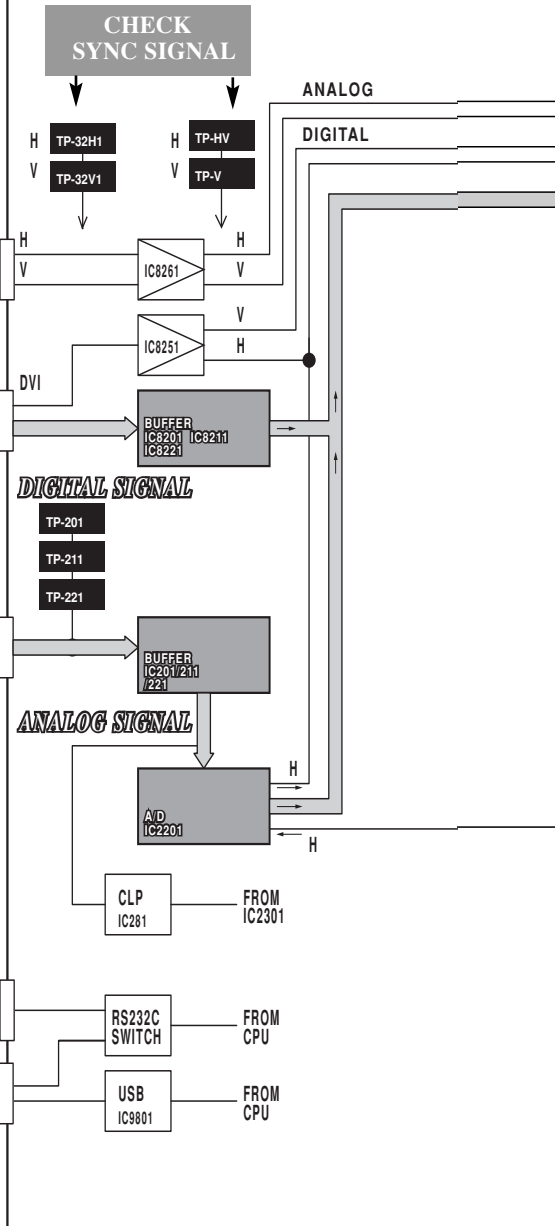 CHECK
SYNC SIGNAL
ANALOG
DIGITAL
H TP-32H1
V TP-32V1
H TP-HV
V TP-V
H
V
IC8261
H
V
IC8251
V
H
DVI
BUFFER
IC8201 IC8211
IC8221
DIGITAL SIGNAL
TP-201
TP-211
TP-221
BUFFER
IC201/211
/221
ANALOG SIGNAL
H
A/D
IC2201
H
CLP
IC281
FROM
IC2301
RS232C
SWITCH
FROM
CPU
USB
IC9801
FROM
CPU